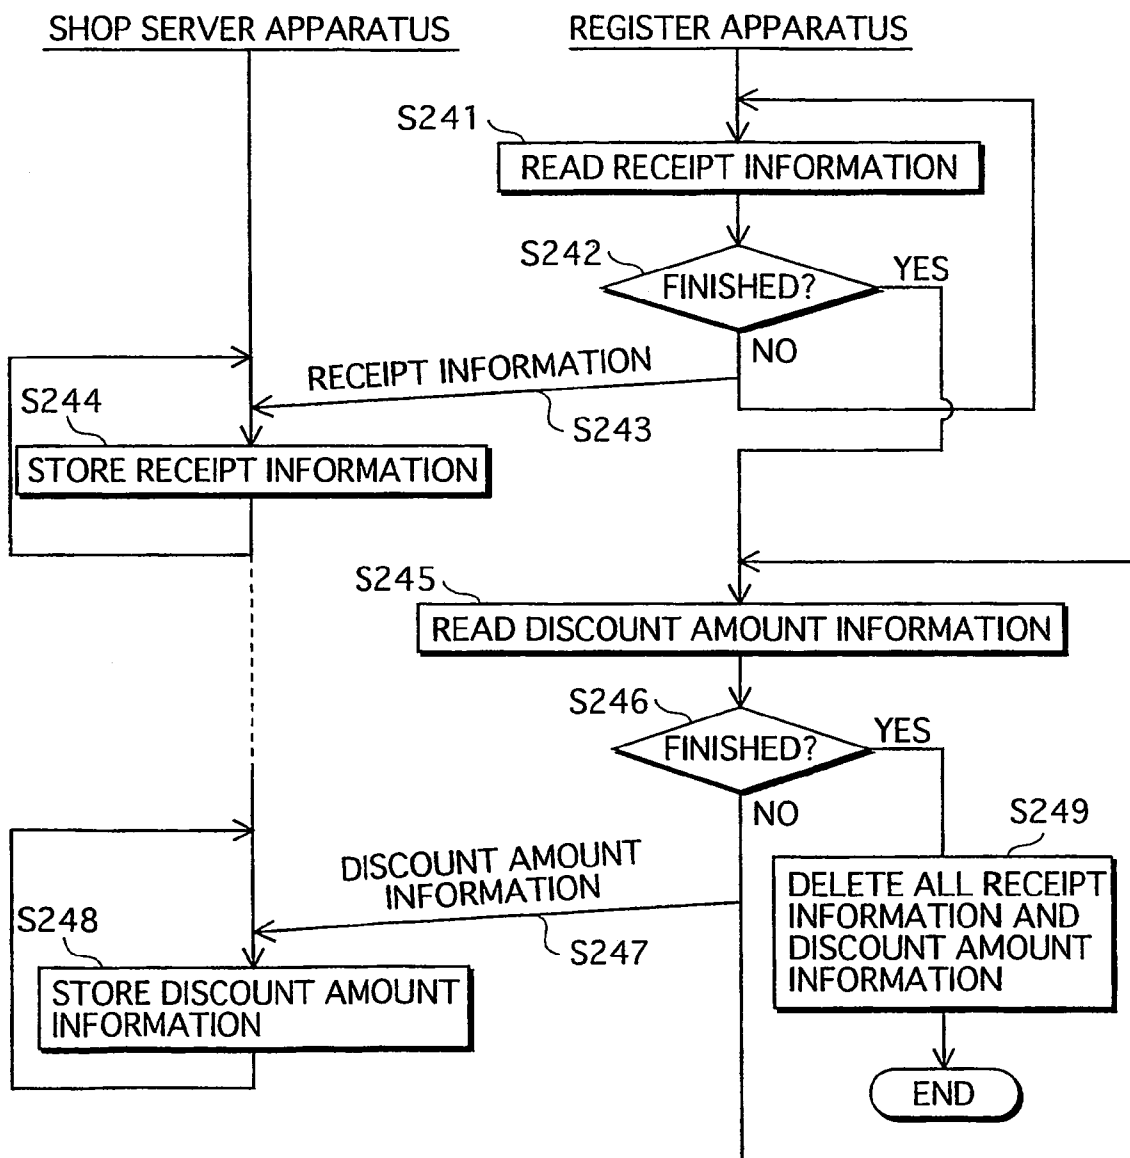 SHOP SERVER APPARATUS
REGISTER APPARATUS
S241
READ RECEIPT INFORMATION
S242
FINISHED?
YES
NO
RECEIPT INFORMATION
S243
S244
STORE RECEIPT INFORMATION
S245
READ DISCOUNT AMOUNT INFORMATION
S246
FINISHED?
YES
NO
DISCOUNT AMOUNT
INFORMATION
S247
S248
STORE DISCOUNT AMOUNT
INFORMATION
S249
DELETE ALL RECEIPT
INFORMATION AND
DISCOUNT AMOUNT
INFORMATION
END